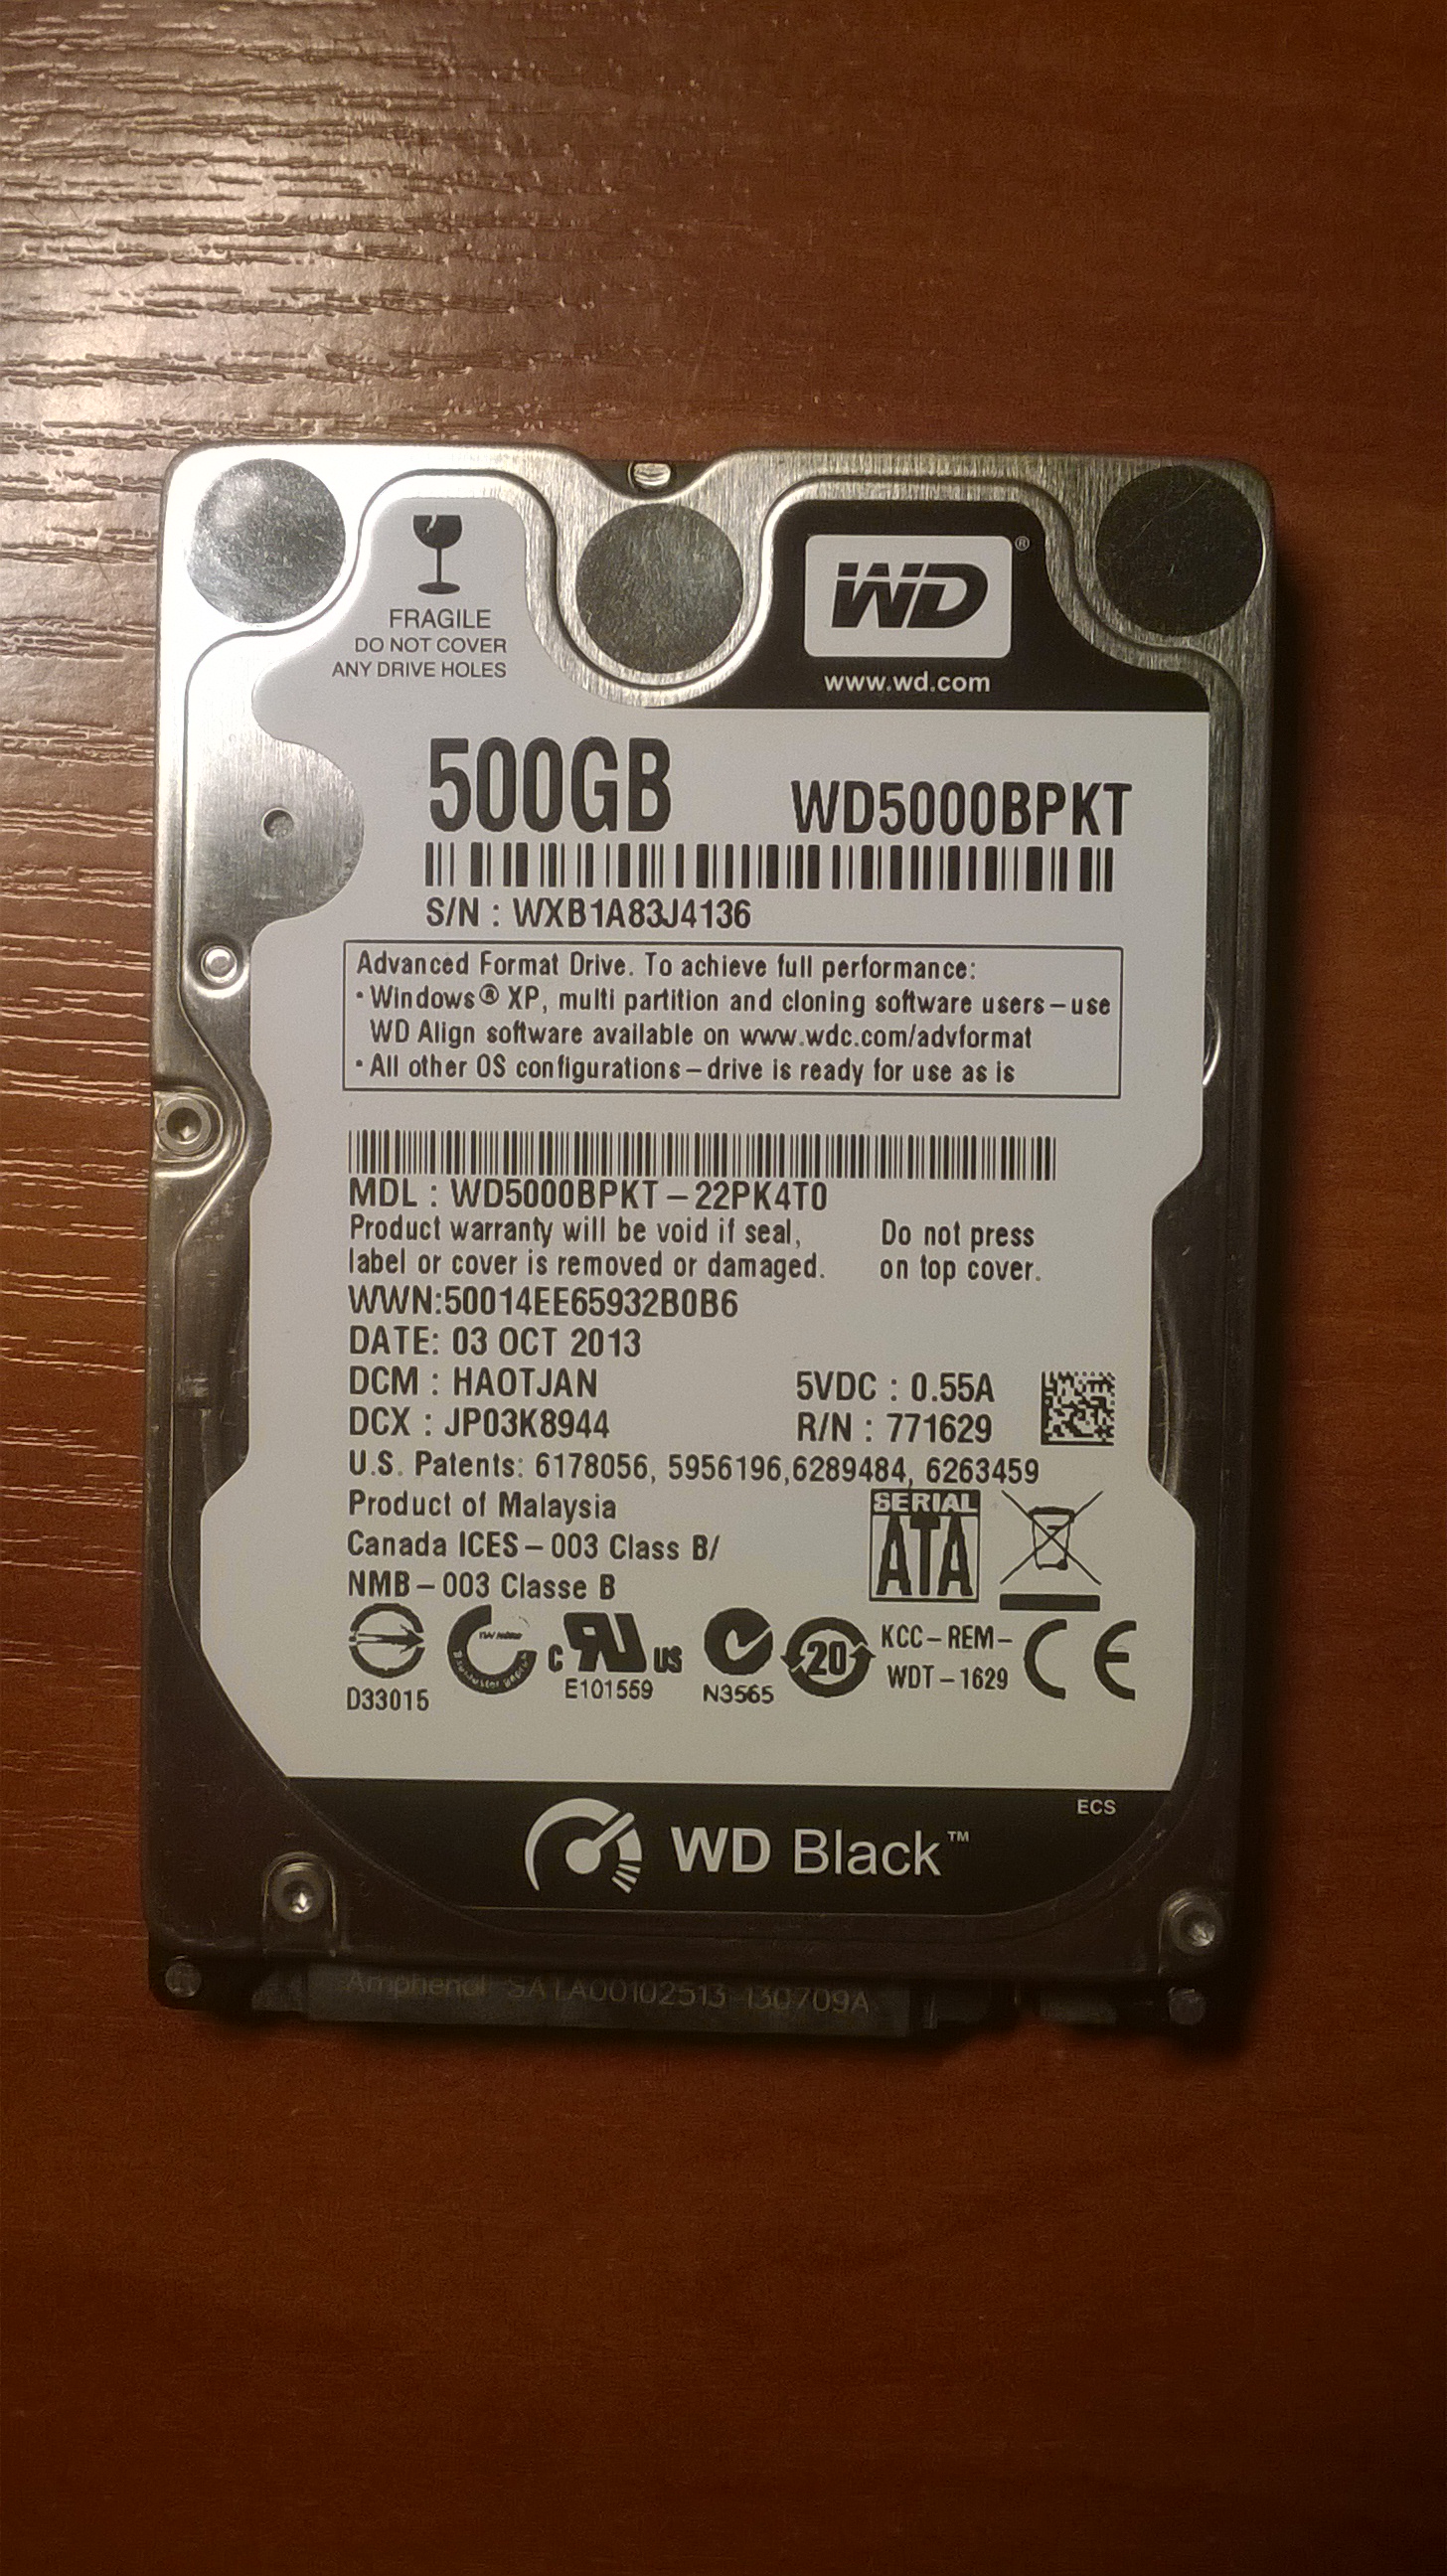 FRAGILE
DO NOT COVER
ANY DRIVE HOLES
WD®
www.wd.com
500GB WD5000BPKT
S/N : WXB1A83J4136
Advanced Format Drive. To achieve full performance:
• Windows® XP, multi partition and cloning software users – use
WD Align software available on www.wdc.com/advformat
• All other OS configurations – drive is ready for use as is
MDL : WD5000BPKT – 22PK4T0
Product warranty will be void if seal, Do not press
label or cover is removed or damaged. on top cover.
WWN:50014EE65932B0B6
DATE: 03 OCT 2013
DCM : HAOTJAN 5VDC : 0.55A
DCX : JP03K8944 R/N : 771629
U.S. Patents: 6178056, 5956196,6289484, 6263459
Product of Malaysia SERIAL
Canada ICES – 003 Class B/ ATA
NMB – 003 Classe B
c RU US 20 KCC – REM – CE
WDT – 1629
D33015 E101559 N3565
ECS
WD Black™
Amphenol SATA00102513 130709A